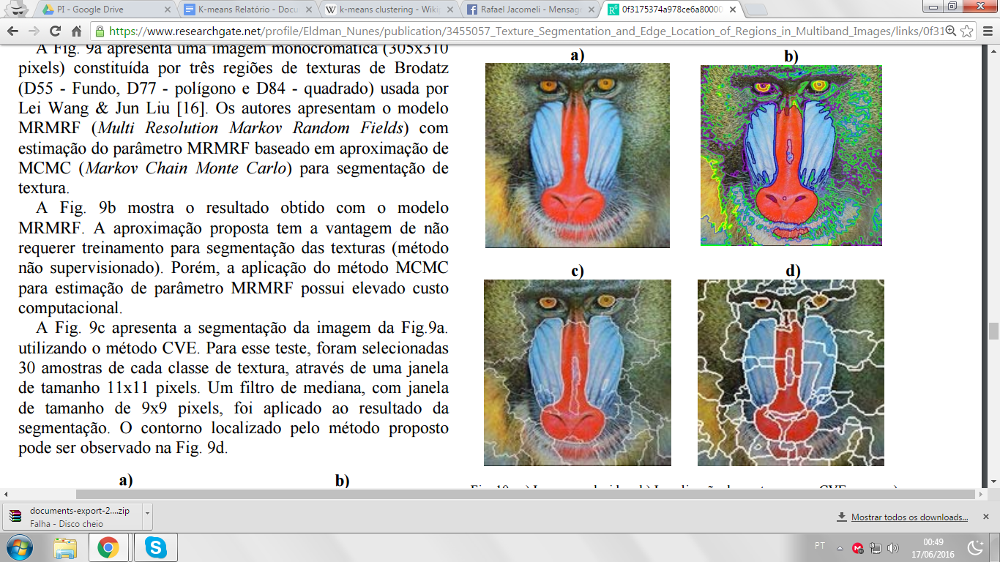 PI - Google Drive
K-means Relatório - Docu
k-means clustering - Wikip
Rafael Jacomeli - Mensage
0f3175374a978ce6a80000
https://www.researchgate.net/profile/Eldman_Nunes/publication/3455057_Texture_Segmentation_and_Edge_Location_of_Regions_in_Multiband_Images/links/0f31
A Fig. 9a apresenta uma imagem monocromática (305x310
pixels) constituída por três regiões de texturas de Brodatz
(D55 - Fundo, D77 - polígono e D84 - quadrado) usada por
Lei Wang & Jun Liu [16]. Os autores apresentam o modelo
MRMRF (Multi Resolution Markov Random Fields) com
estimação do parâmetro MRMRF baseado em aproximação de
MCMC (Markov Chain Monte Carlo) para segmentação de
textura.
A Fig. 9b mostra o resultado obtido com o modelo
MRMRF. A aproximação proposta tem a vantagem de não
requerer treinamento para segmentação das texturas (método
não supervisionado). Porém, a aplicação do método MCMC
para estimação de parâmetro MRMRF possui elevado custo
computacional.
A Fig. 9c apresenta a segmentação da imagem da Fig.9a.
utilizando o método CVE. Para esse teste, foram selecionadas
30 amostras de cada classe de textura, através de uma janela
de tamanho 11x11 pixels. Um filtro de mediana, com janela
de tamanho de 9x9 pixels, foi aplicado ao resultado da
segmentação. O contorno localizado pelo método proposto
pode ser observado na Fig. 9d.
a)
b)
a)
b)
c)
d)
documents-export-2....zip
Falha - Disco cheio
Mostrar todos os downloads...
PT
00:49
17/06/2016